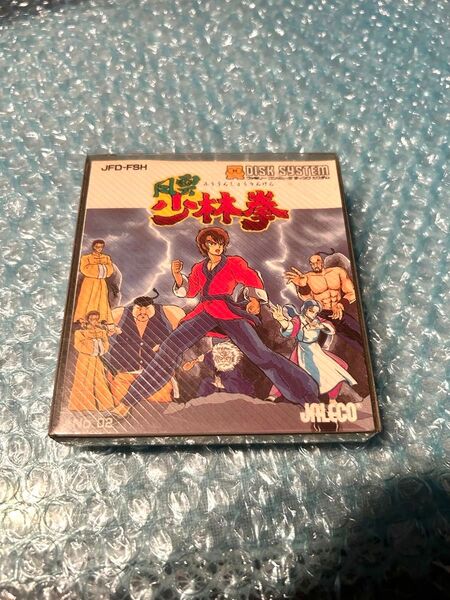 JFD-FSH
DISK SYSTEM
ファミリー コンピュータ ディスク システム
風雲
少林拳
No 02
JALECO